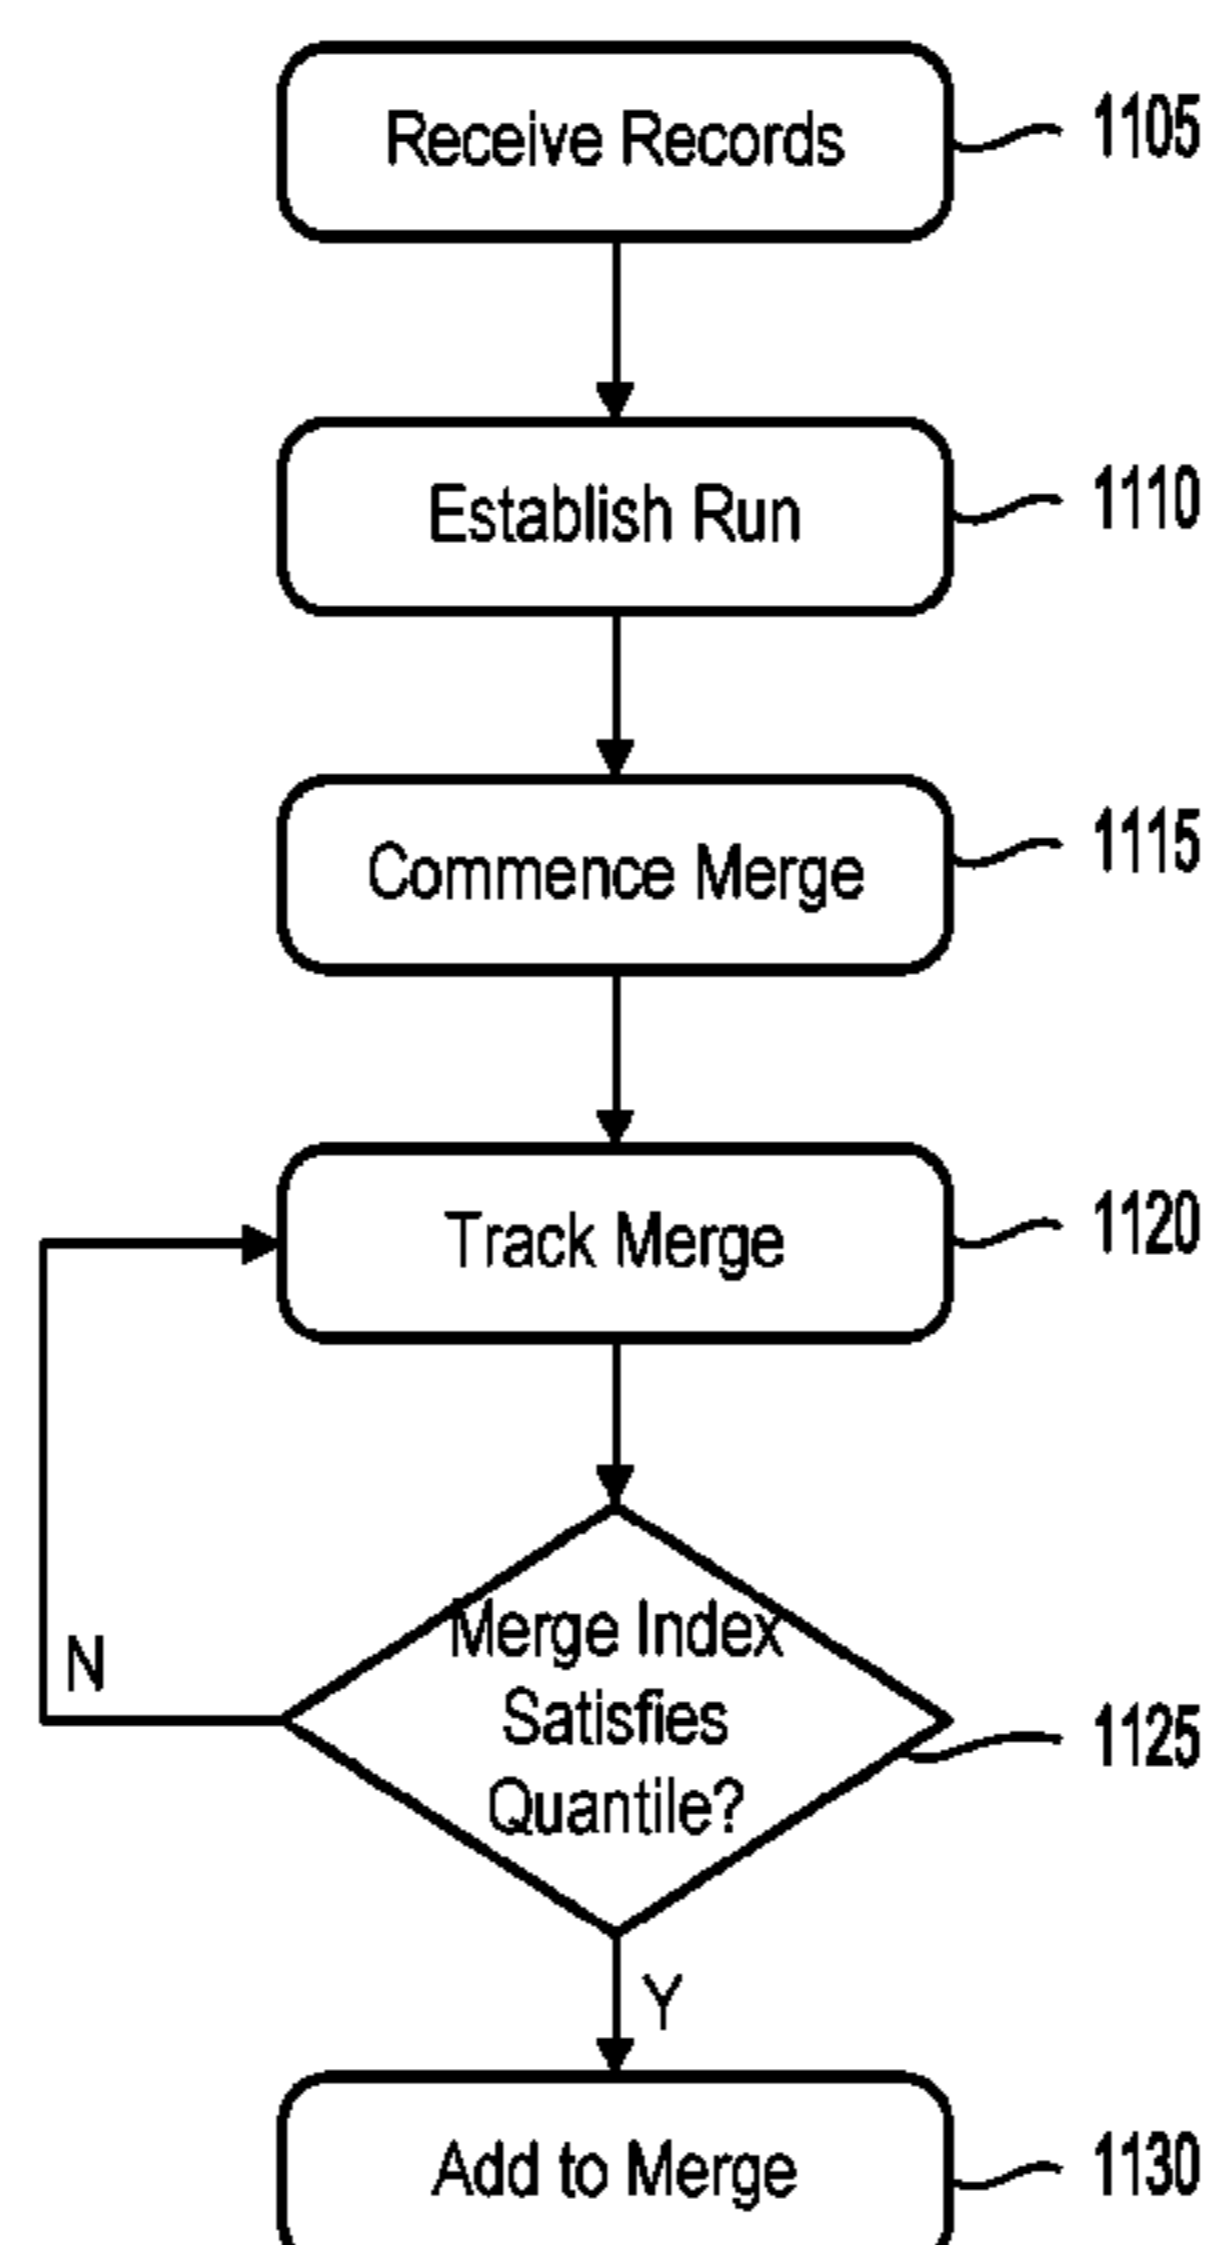 Receive Records
1105
Establish Run
1110
Commence Merge
1115
Track Merge
1120
Merge Index
Satisfies
Quantile?
1125
N
Y
Add to Merge
1130